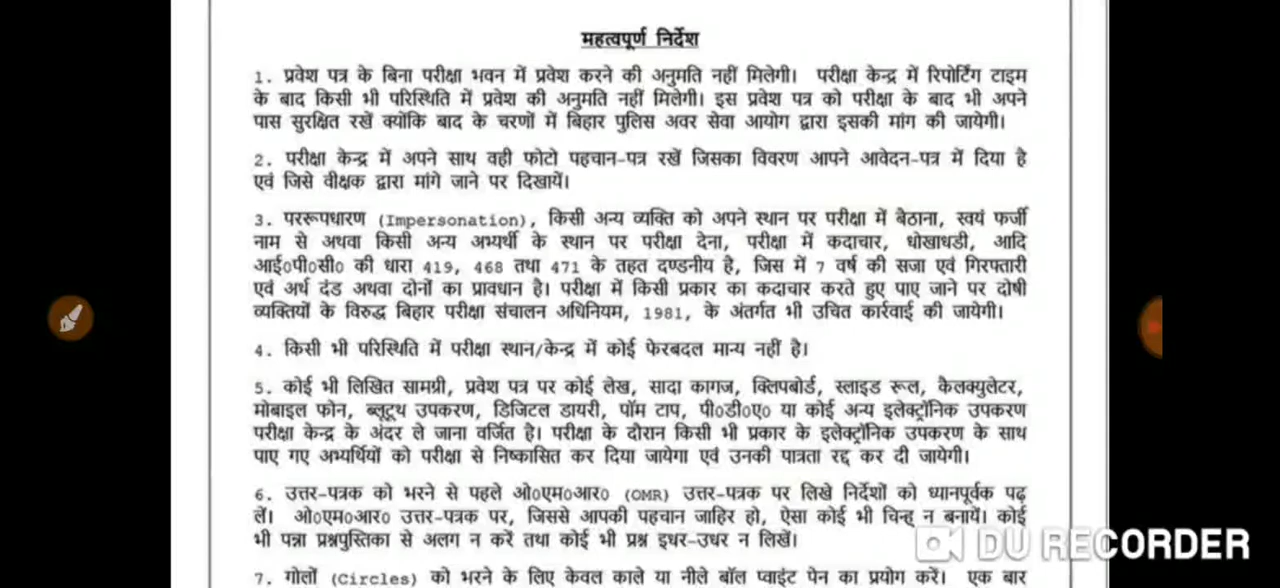 महत्वपूर्ण निर्देश
1. प्रवेश पत्र के बिना परीक्षा भवन में प्रवेश करने की अनुमति नहीं मिलेगी। परीक्षा केन्द्र में रिपोर्टिंग टाइम
के बाद किसी भी परिस्थिति में प्रवेश की अनुमति नहीं मिलेगी। इस प्रवेश पत्र को परीक्षा के बाद भी अपने
पास सुरक्षित रखें क्योंकि बाद के चरणों में बिहार पुलिस अवर सेवा आयोग द्वारा इसकी मांग की जायेगी।
2. परीक्षा केन्द्र में अपने साथ वही फोटो पहचान-पत्र रखें जिसका विवरण आपने आवेदन-पत्र में दिया है
एवं जिसे वीक्षक द्वारा मांगे जाने पर दिखायें।
3. पररूपधारण (Impersonation), किसी अन्य व्यक्ति को अपने स्थान पर परीक्षा में बैठाना, स्वयं फर्जी
नाम से अथवा किसी अन्य अभ्यर्थी के स्थान पर परीक्षा देना, परीक्षा में कदाचार, धोखाधडी, आदि
आई०पी०सी० की धारा 419, 468 तथा 471 के तहत दण्डनीय है, जिस में 7 वर्ष की सजा एवं गिरफ्तारी
एवं अर्थ दंड अथवा दोनों का प्रावधान है। परीक्षा में किसी प्रकार का कदाचार करते हुए पाए जाने पर दोषी
व्यक्तियों के विरुद्ध बिहार परीक्षा संचालन अधिनियम, 1981, के अंतर्गत भी उचित कार्रवाई की जायेगी।
4. किसी भी परिस्थिति में परीक्षा स्थान/केन्द्र में कोई फेरबदल मान्य नहीं है।
5. कोई भी लिखित सामग्री, प्रवेश पत्र पर कोई लेख, सादा कागज, क्लिपबोर्ड, स्लाइड रूल, कैलक्युलेटर,
मोबाइल फोन, ब्लूटूथ उपकरण, डिजिटल डायरी, पॉम टाप, पी०डी०ए० या कोई अन्य इलेक्ट्रॉनिक उपकरण
परीक्षा केन्द्र के अंदर ले जाना वर्जित है। परीक्षा के दौरान किसी भी प्रकार के इलेक्ट्रॉनिक उपकरण के साथ
पाए गए अभ्यर्थियों को परीक्षा से निष्कासित कर दिया जायेगा एवं उनकी पात्रता रद्द कर दी जायेगी।
6. उत्तर-पत्रक को भरने से पहले ओ०एम०आर० (OMR) उत्तर-पत्रक पर लिखे निर्देशों को ध्यानपूर्वक पढ़
लें। ओ०एम०आर० उत्तर-पत्रक पर, जिससे आपकी पहचान जाहिर हो, ऐसा कोई भी चिन्ह् न बनायें। कोई
भी पन्ना प्रश्नपुस्तिका से अलग न करें तथा कोई भी प्रश्न इधर-उधर न लिखें।
DU RECORDER
7. गोलों (Circles) को भरने के लिए केवल काले या नीले बॉल प्वाइंट पेन का प्रयोग करें। एक बार